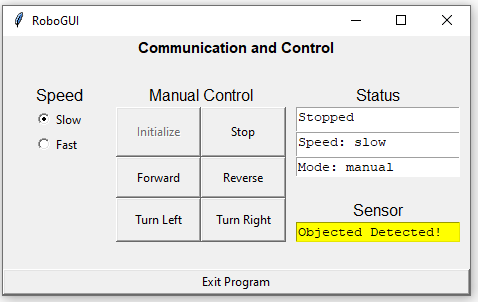 RoboGUI
Communication and Control
Speed
Slow
Fast
Manual Control
Initialize
Stop
Forward
Reverse
Turn Left
Turn Right
Status
Stopped
Speed: slow
Mode: manual
Sensor
Objected Detected!
Exit Program